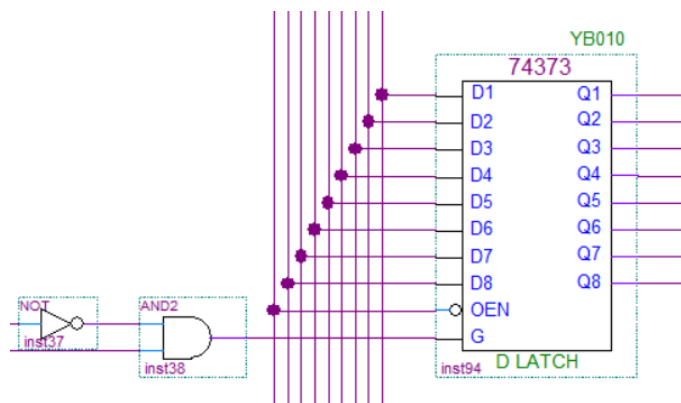 YB010
74373
D1 Q1
D2 Q2
D3 Q3
D4 Q4
D5 Q5
D6 Q6
D7 Q7
D8 Q8
OEN
G
NOT
inst37
AND2
inst38
inst94
D LATCH